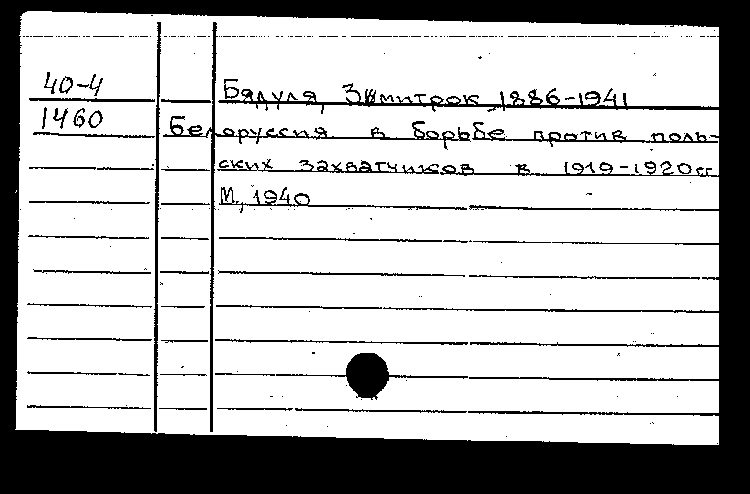 40-4
Бядуля, Змитрок 1886-1941
1460
Белоруссия в борьбе против поль-
ских захватчиков в 1919-1920гг
М., 1940